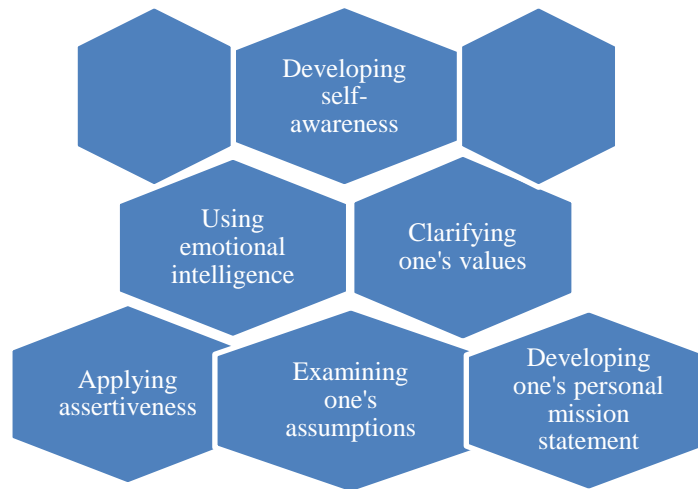 Developing
self-
awareness
Using
emotional
intelligence
Clarifying
one's values
Applying
assertiveness
Examining
one's
assumptions
Developing
one's personal
mission
statement